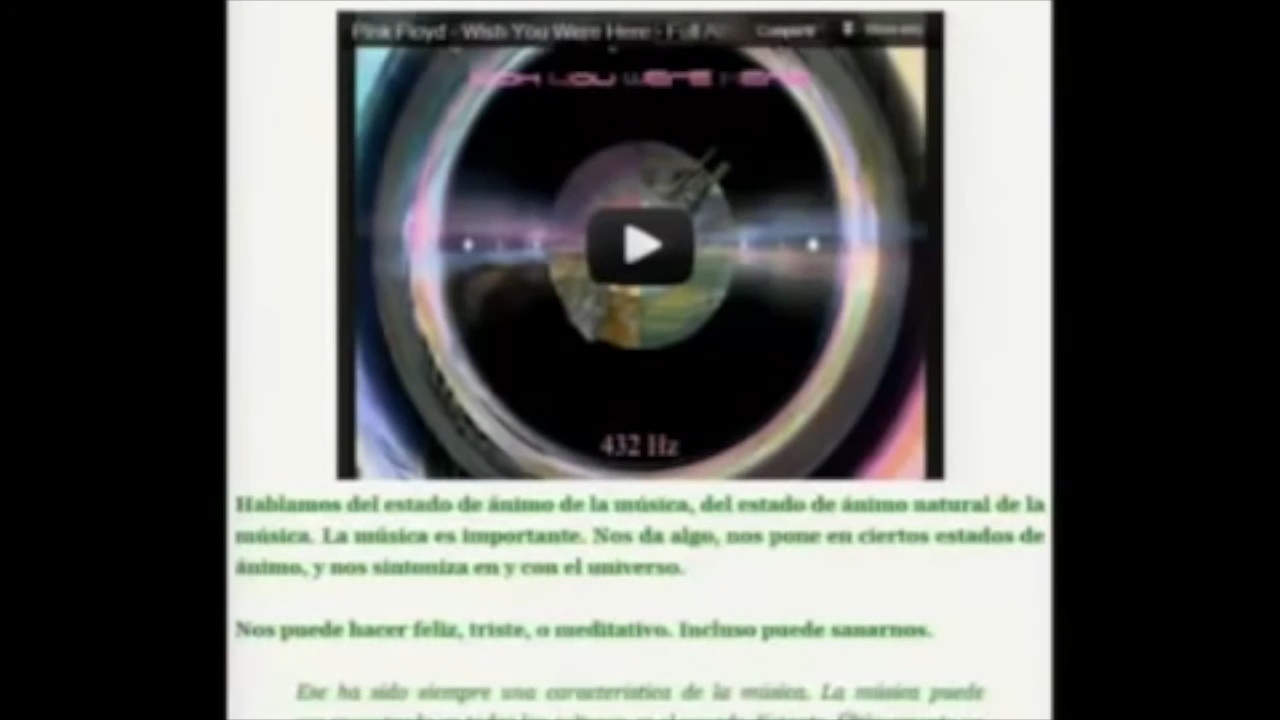 Pink Floyd - Wish You Were Here - Full
Compartir
WISH YOU WERE HERE
432 Hz
Hablamos del estado de ánimo de la música, del estado de ánimo natural de la
música. La música es importante. Nos da algo, nos pone en ciertos estados de
ánimo, y nos sintoniza en y con el universo.
Nos puede hacer feliz, triste, o meditativo. Incluso puede sanarnos.
Ese ha sido siempre una característica de la música. La música puede